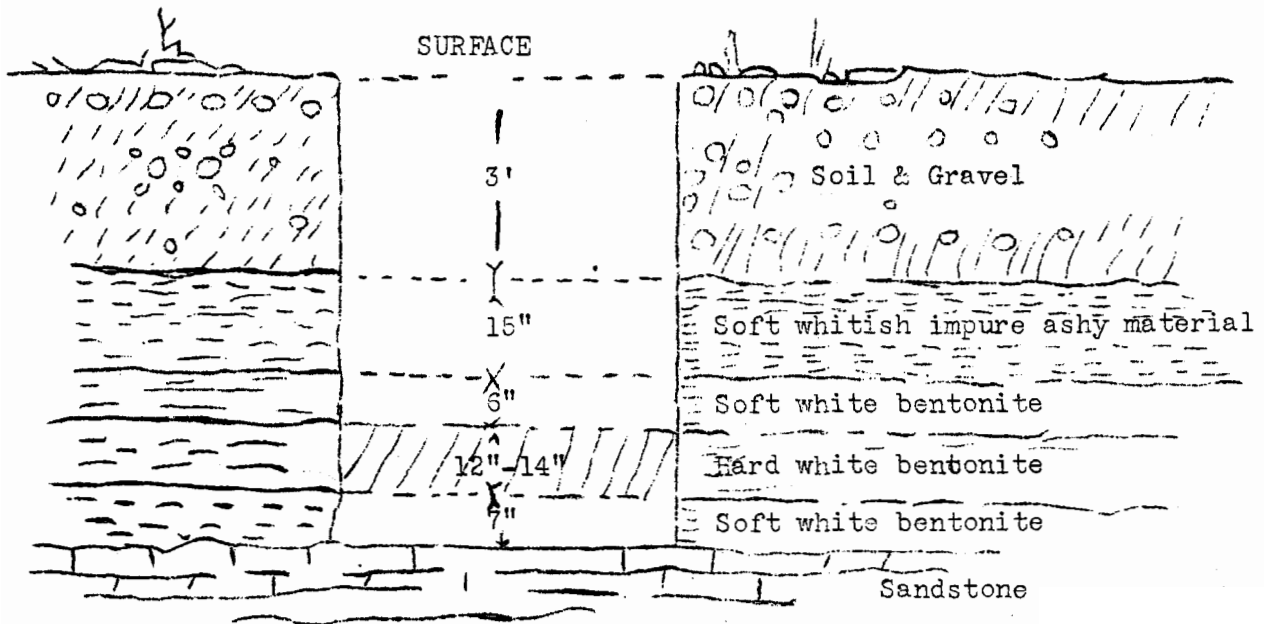 SURFACE
3'
Soil & Gravel
15"
Soft whitish impure ashy material
6"
Soft white bentonite
12"-14"
Hard white bentonite
7"
Soft white bentonite
Sandstone